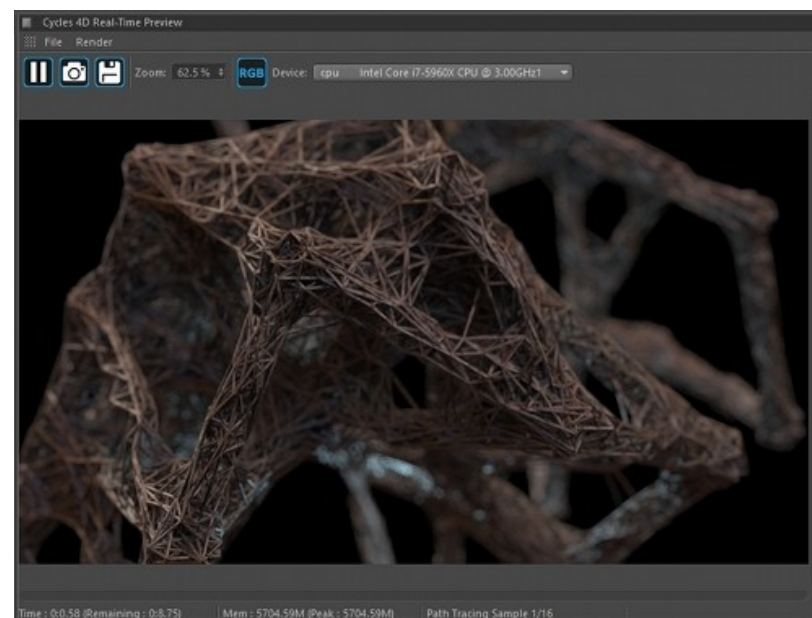 Cycles 4D Real-Time Preview
File Render
Zoom: 62.5 % RGB Device: cpu Intel Core i7-5960X CPU @ 3.00GHz1
Time : 0:0.58 (Remaining : 0:8.75) Mem : 5704.59M (Peak : 5704.59M) Path Tracing Sample 1/16